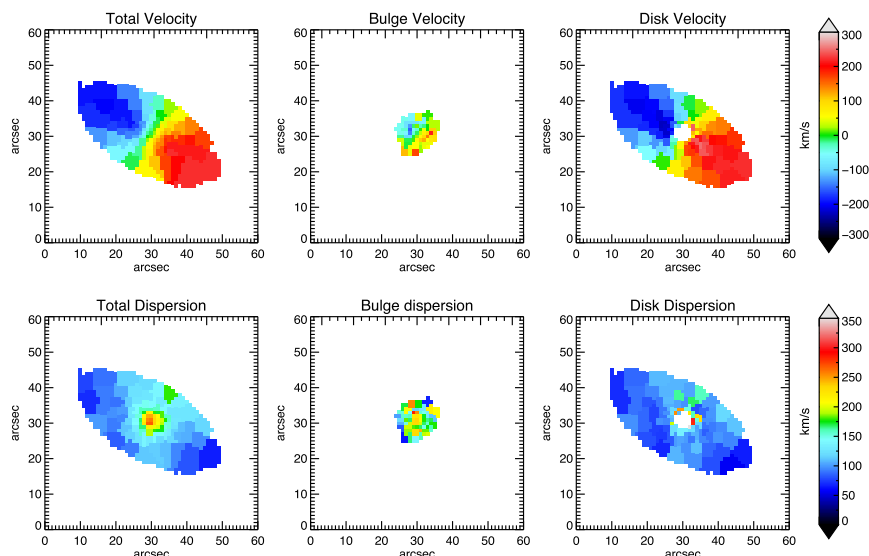 Total Velocity
Bulge Velocity
Disk Velocity
60
50
40
30
20
10
0
arcsec
0 10 20 30 40 50 60
arcsec
60
50
40
30
20
10
0
arcsec
0 10 20 30 40 50 60
arcsec
60
50
40
30
20
10
0
arcsec
0 10 20 30 40 50 60
arcsec
300
200
100
0
−100
−200
−300
km/s
Total Dispersion
Bulge dispersion
Disk Dispersion
60
50
40
30
20
10
0
arcsec
0 10 20 30 40 50 60
arcsec
60
50
40
30
20
10
0
arcsec
0 10 20 30 40 50 60
arcsec
60
50
40
30
20
10
0
arcsec
0 10 20 30 40 50 60
arcsec
350
300
250
200
150
100
50
0
km/s